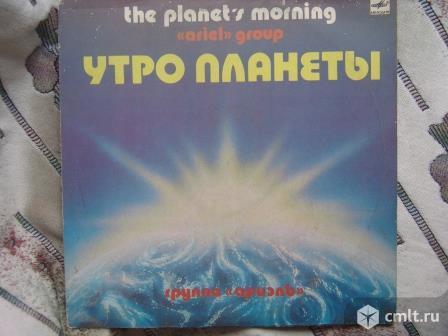 the planet's morning
«ariel» group
УТРО ПЛАНЕТЫ
группа «ариэль»
cmlt.ru